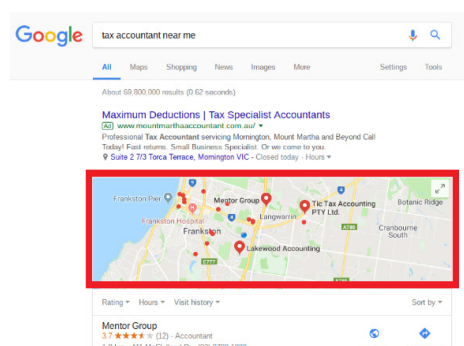 Google
tax accountant near me
All Maps Shopping News Images More Settings Tools
About 69,800,000 results (0.62 seconds)
Maximum Deductions | Tax Specialist Accountants
Ad www.mountmarthaaccountant.com.au/
Professional Tax Accountant servicing Mornington, Mount Martha and Beyond Call
Today! Fast returns. Small Business Specialist. Or we come to you.
Suite 2 7/3 Torca Terrace, Mornington VIC - Closed today - Hours
Frankston Pier
Mentor Group
Tic Tax Accounting
PTY Ltd.
Botanic Ridge
Frankston Hospital
Langwarrin
Frankston
A780
Cranbourne
South
Lakewood Accounting
C777
Rating Hours Visit history Sort by
Mentor Group
3.7 (12) - Accountant